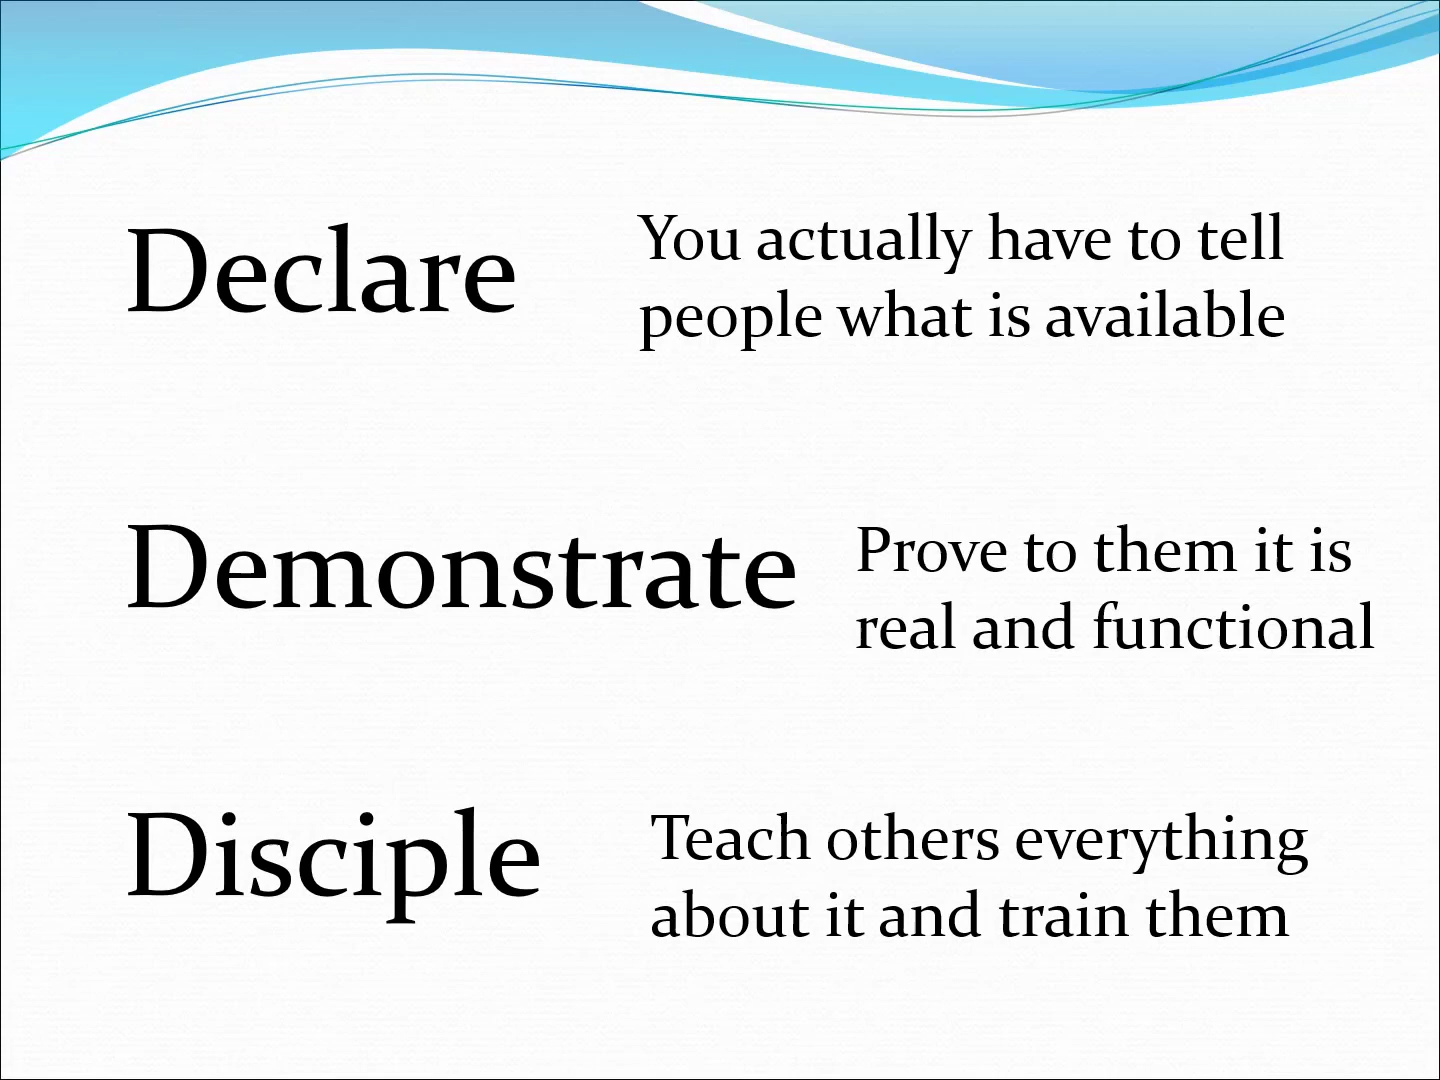 Declare
You actually have to tell
people what is available
Demonstrate
Prove to them it is
real and functional
Disciple
Teach others everything
about it and train them